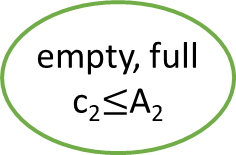 empty, full
c₂≤A₂